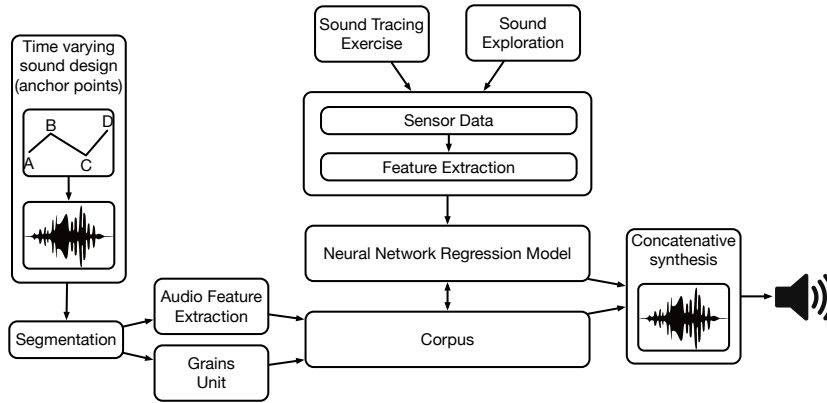 Time varying
sound design
(anchor points)
A
B
C
D
Segmentation
Audio Feature
Extraction
Grains
Unit
Sound Tracing
Exercise
Sound
Exploration
Sensor Data
Feature Extraction
Neural Network Regression Model
Corpus
Concatenative
synthesis